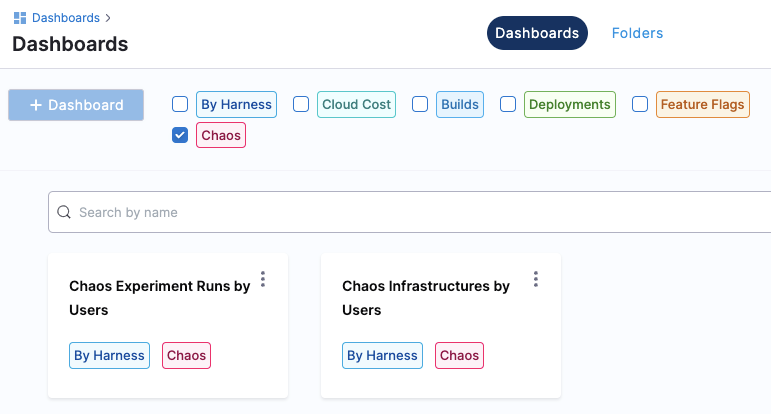 Dashboards
Dashboards
Dashboards Folders
+ Dashboard
By Harness Cloud Cost Builds Deployments Feature Flags
Chaos
Search by name
Chaos Experiment Runs by
Users
By Harness Chaos
Chaos Infrastructures by
Users
By Harness Chaos